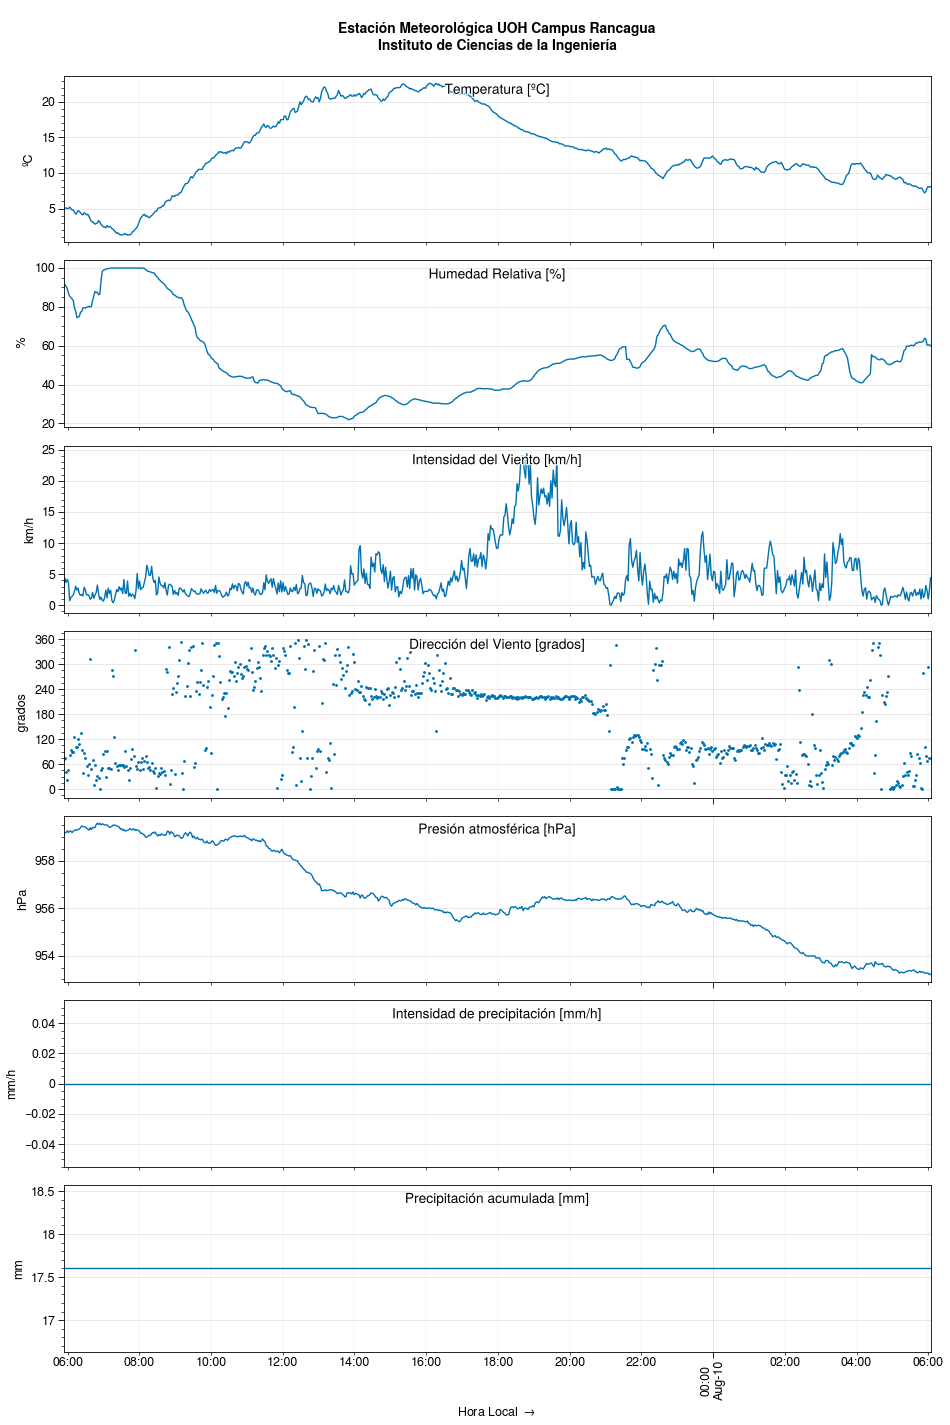 Estación Meteorológica UOH Campus Rancagua
Instituto de Ciencias de la Ingeniería
Temperatura [ºC]
ºC
20
15
10
5
Humedad Relativa [%]
%
100
80
60
40
20
Intensidad del Viento [km/h]
km/h
25
20
15
10
5
0
Dirección del Viento [grados]
grados
360
300
240
180
120
60
0
Presión atmosférica [hPa]
hPa
958
956
954
Intensidad de precipitación [mm/h]
mm/h
0.04
0.02
0
−0.02
−0.04
Precipitación acumulada [mm]
mm
18.5
18
17.5
17
06:00 08:00 10:00 12:00 14:00 16:00 18:00 20:00 22:00 00:00 02:00 04:00 06:00
Aug-10
Hora Local →